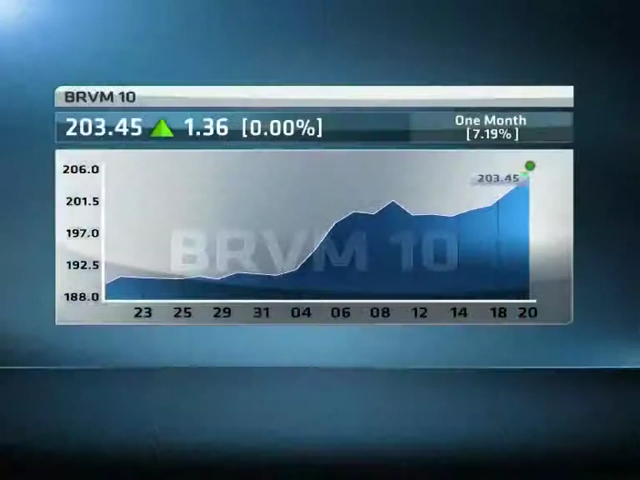 BRVM 10
203.45 1.36 [0.00%]
One Month
[7.19%]
206.0
201.5
197.0
192.5
188.0
203.45
BRVM 10
23 25 29 31 04 06 08 12 14 18 20